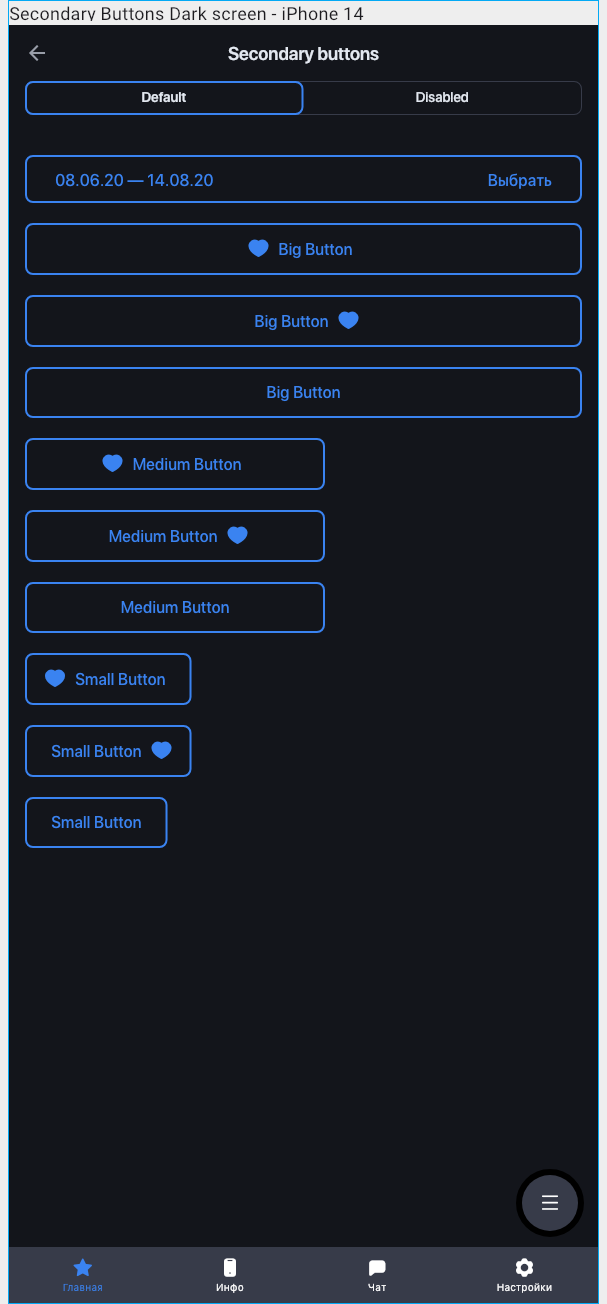 Secondary Buttons Dark screen - iPhone 14
Secondary buttons
Default Disabled
08.06.20 — 14.08.20 Выбрать
Big Button
Big Button
Big Button
Medium Button
Medium Button
Medium Button
Small Button
Small Button
Small Button
Главная Инфо Чат Настройки